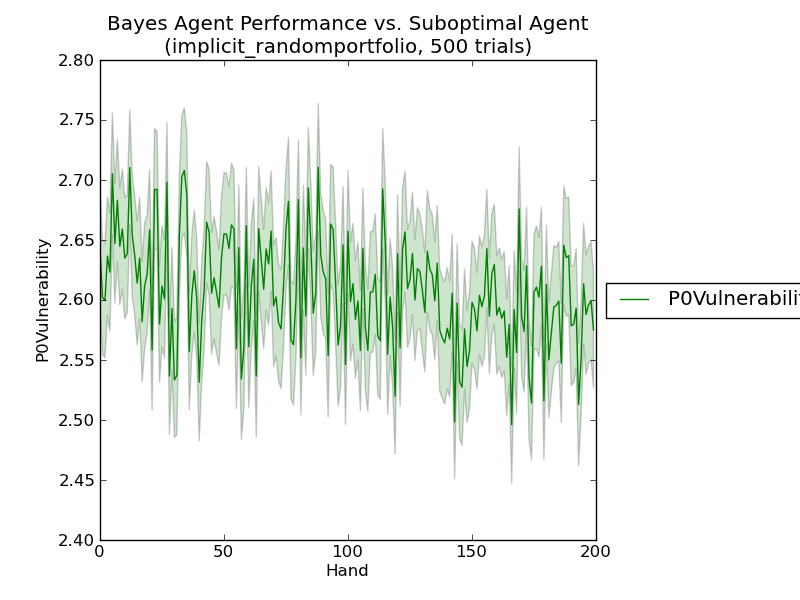 Bayes Agent Performance vs. Suboptimal Agent
(implicit_randomportfolio, 500 trials)
2.80
2.75
2.70
2.65
2.60
2.55
2.50
2.45
2.40
P0Vulnerability
0 50 100 150 200
Hand
P0Vulnerabili